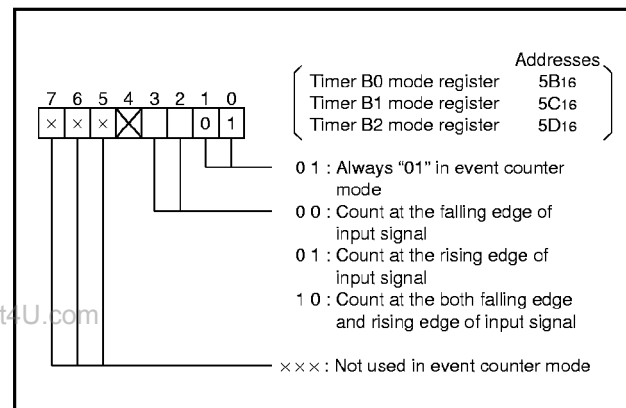 Addresses
Timer B0 mode register 5B16
Timer B1 mode register 5C16
Timer B2 mode register 5D16
7 6 5 4 3 2 1 0
× × × 0 1
0 1 : Always “01” in event counter
mode
0 0 : Count at the falling edge of
input signal
0 1 : Count at the rising edge of
input signal
1 0 : Count at the both falling edge
and rising edge of input signal
t4U.com
××× : Not used in event counter mode